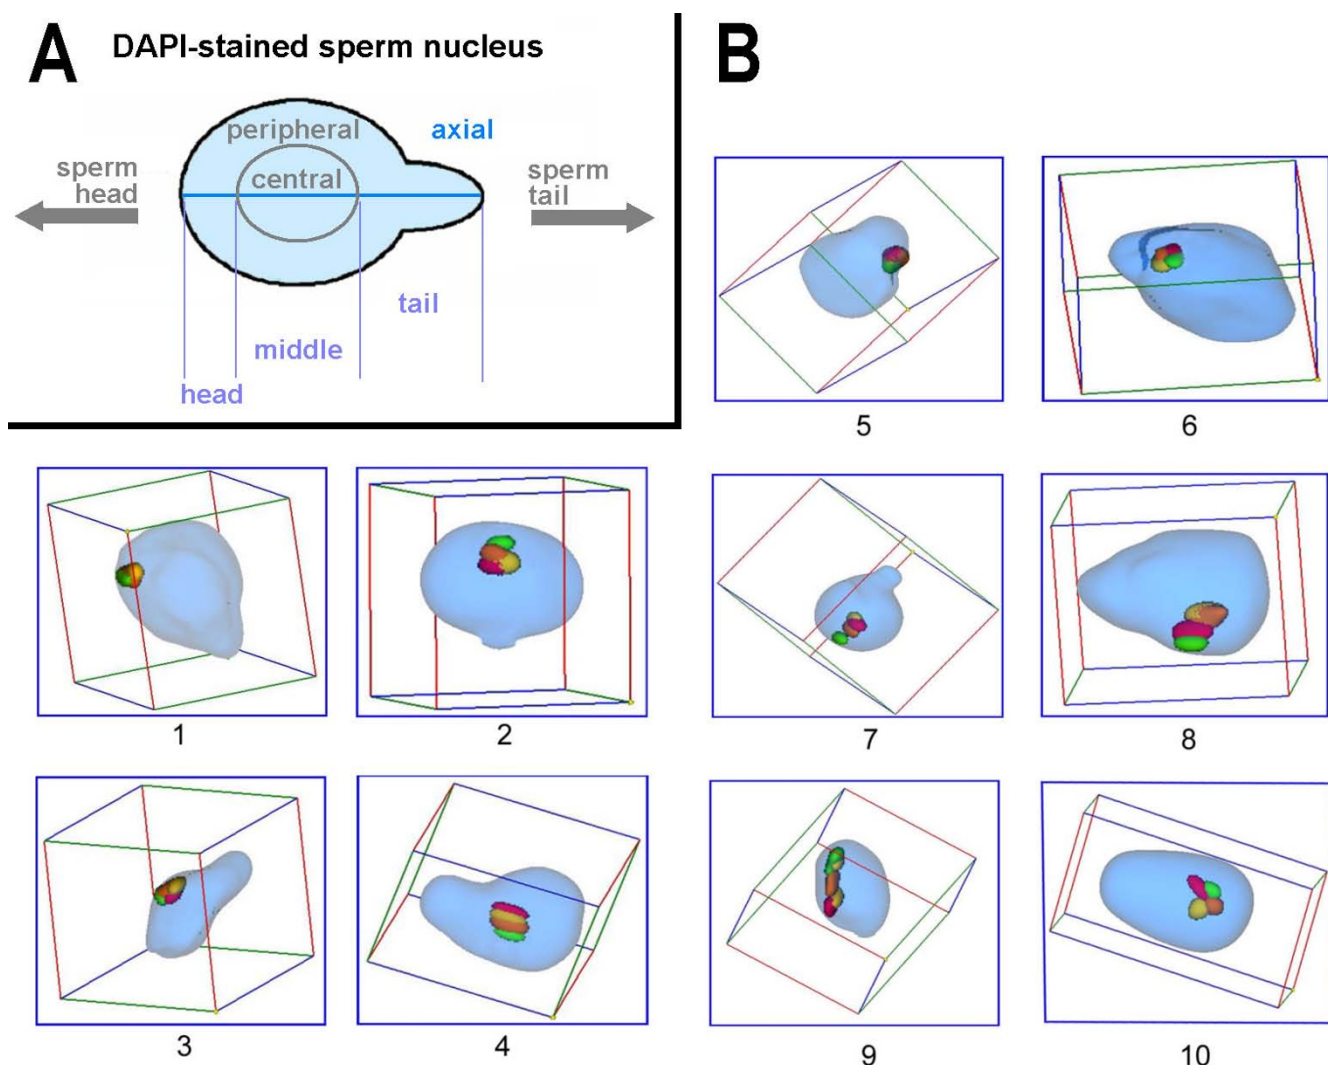 A DAPI-stained sperm nucleus
peripheral
axial
sperm
head
central
sperm
tail
tail
middle
head
B
5 6
1 2
7 8
3 4
9 10